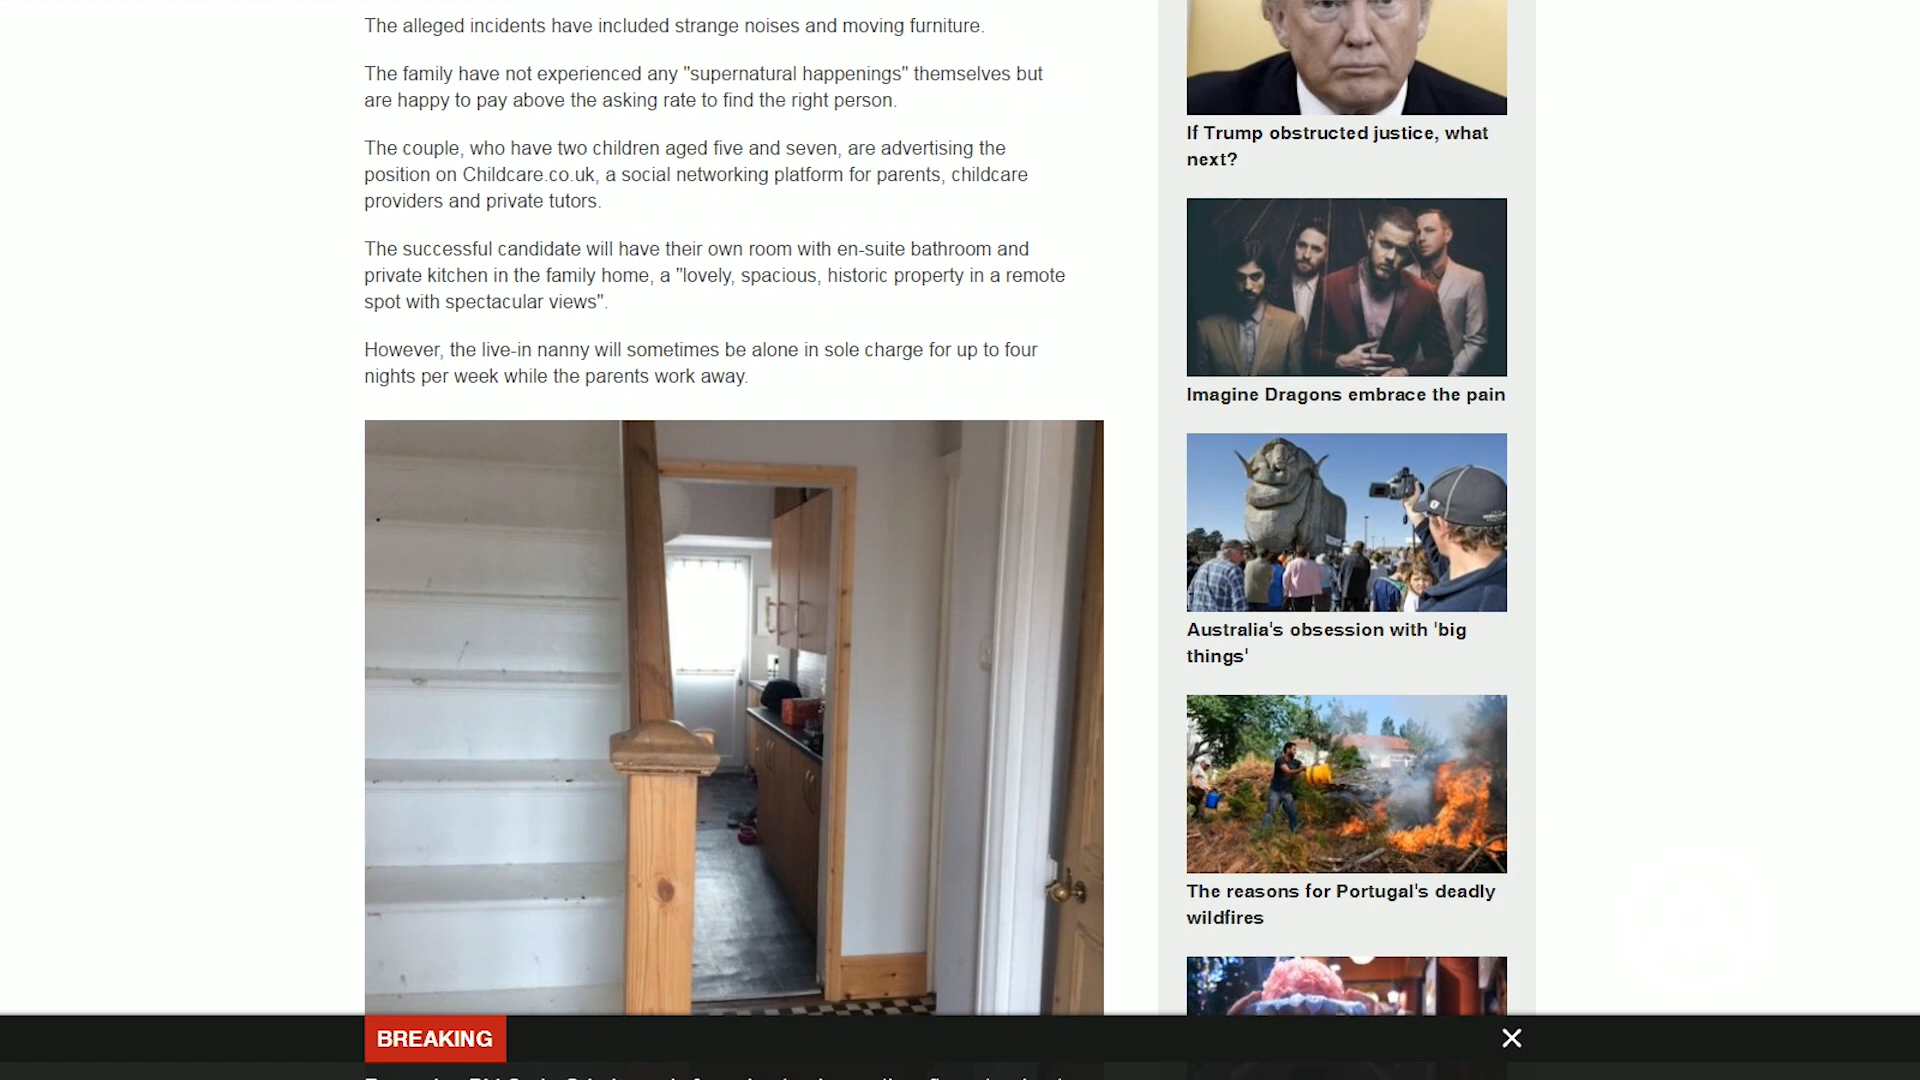 The alleged incidents have included strange noises and moving furniture.
The family have not experienced any "supernatural happenings" themselves but
are happy to pay above the asking rate to find the right person.
The couple, who have two children aged five and seven, are advertising the
position on Childcare.co.uk, a social networking platform for parents, childcare
providers and private tutors.
The successful candidate will have their own room with en-suite bathroom and
private kitchen in the family home, a "lovely, spacious, historic property in a remote
spot with spectacular views".
However, the live-in nanny will sometimes be alone in sole charge for up to four
nights per week while the parents work away.
If Trump obstructed justice, what
next?
Imagine Dragons embrace the pain
Australia's obsession with 'big
things'
The reasons for Portugal's deadly
wildfires
BREAKING